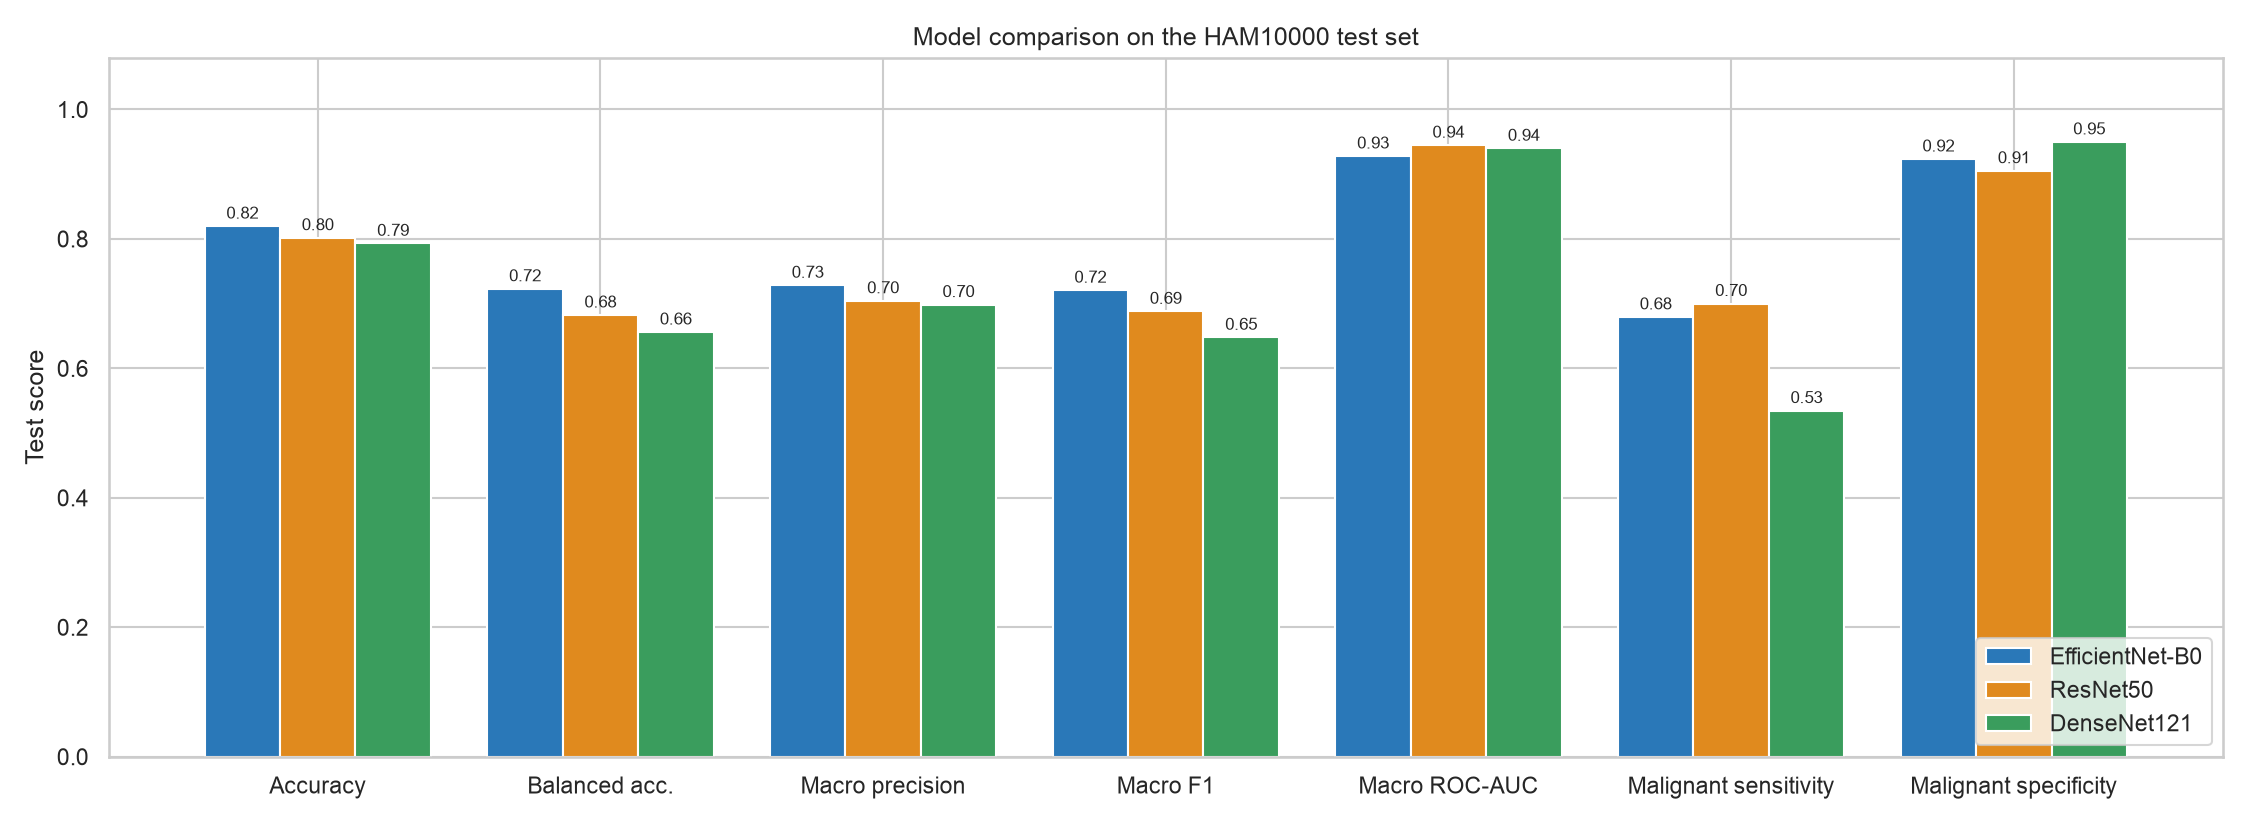 Model comparison on the HAM10000 test set
Test score
1.0
0.8
0.6
0.4
0.2
0.0
0.82
0.80
0.79
0.72
0.68
0.66
0.73
0.70
0.70
0.72
0.69
0.65
0.93
0.94
0.94
0.68
0.70
0.53
0.92
0.91
0.95
Accuracy
Balanced acc.
Macro precision
Macro F1
Macro ROC-AUC
Malignant sensitivity
Malignant specificity
EfficientNet-B0
ResNet50
DenseNet121